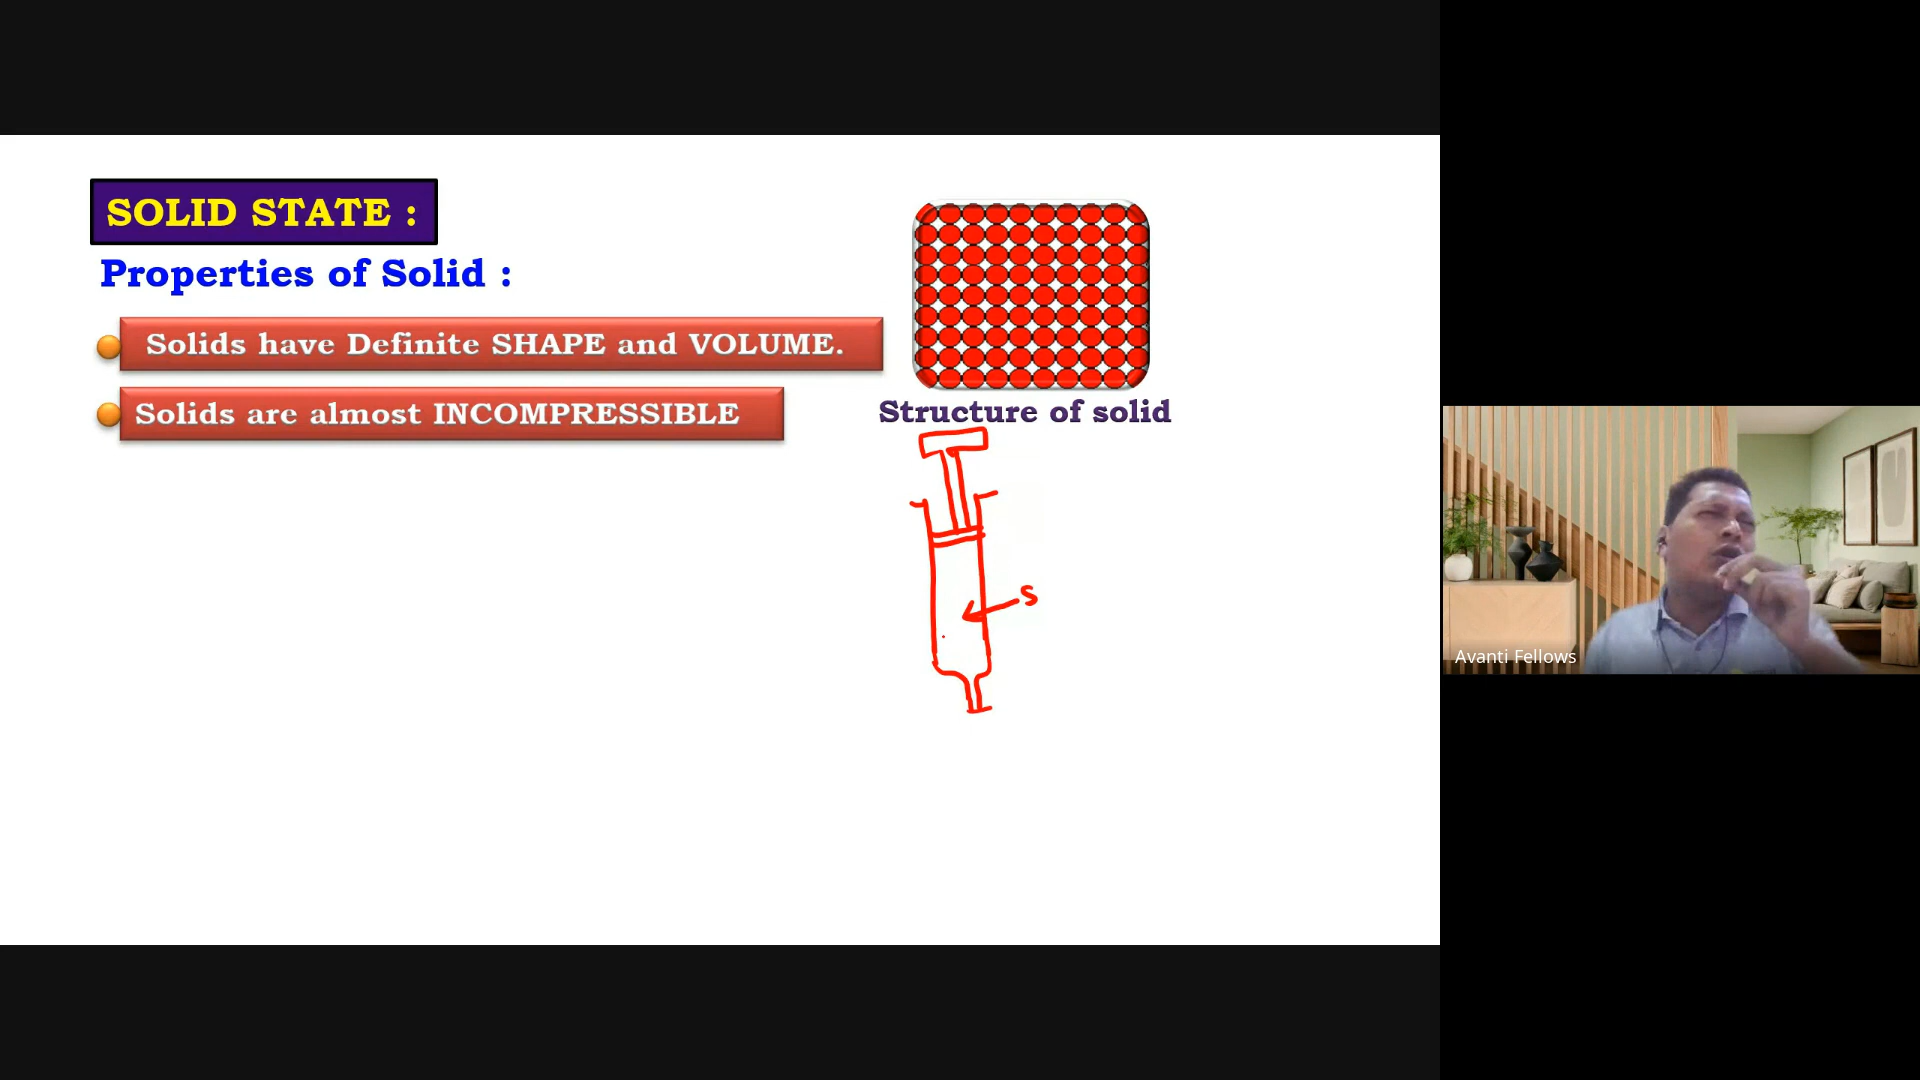 SOLID STATE :
Properties of Solid :
Solids have Definite SHAPE and VOLUME.
Solids are almost INCOMPRESSIBLE
Structure of solid
S
Avanti Fellows